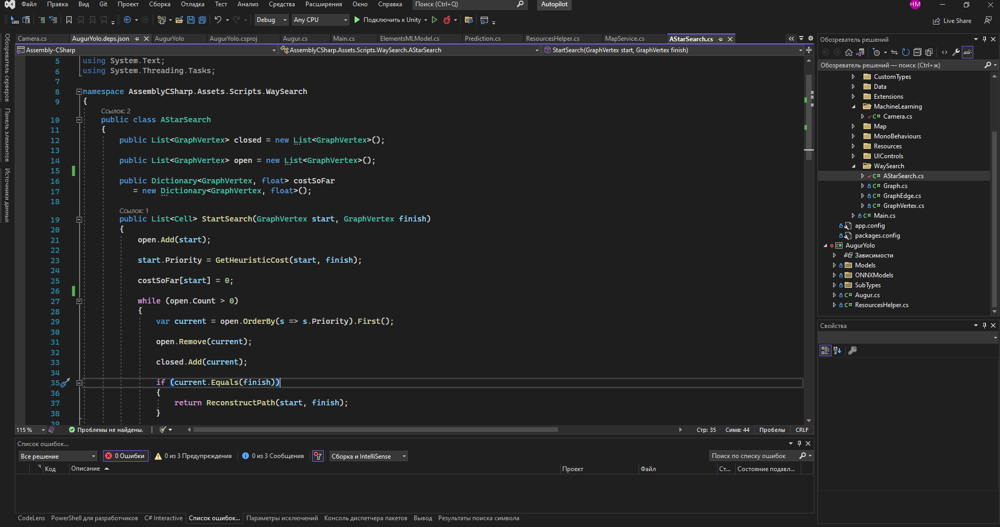 Файл Правка Вид Git Проект Сборка Отладка Тест Анализ Средства Расширения Окно Справка Поиск (Ctrl+Q) Autopilot HM
Debug Any CPU Подключить к Unity Live Share
Camera.cs AugurYolo.deps.json AugurYolo AugurYolo.csproj Augur.cs Main.cs ElementsMLModel.cs Prediction.cs ResourcesHelper.cs MapService.cs AStarSearch.cs
Assembly-CSharp AssemblyCSharp.Assets.Scripts.WaySearch.AStarSearch StartSearch(GraphVertex start, GraphVertex finish)
Обозреватель серверов
Панель элементов
Источники данных
5 using System.Text;
6 using System.Threading.Tasks;
7
8 namespace AssemblyCSharp.Assets.Scripts.WaySearch
9 {
Ссылок: 2
10 public class AStarSearch
11 {
12 public List<GraphVertex> closed = new List<GraphVertex>();
13
14 public List<GraphVertex> open = new List<GraphVertex>();
15
16 public Dictionary<GraphVertex, float> costSoFar
17 = new Dictionary<GraphVertex, float>();
18
Ссылок: 1
19 public List<Cell> StartSearch(GraphVertex start, GraphVertex finish)
20 {
21 open.Add(start);
22
23 start.Priority = GetHeuristicCost(start, finish);
24
25 costSoFar[start] = 0;
26
27 while (open.Count > 0)
28 {
29 var current = open.OrderBy(s => s.Priority).First();
30
31 open.Remove(current);
32
33 closed.Add(current);
34
35 if (current.Equals(finish))
36 {
37 return ReconstructPath(start, finish);
38 }
39
115 % Проблемы не найдены. Стр: 35 Симв: 44 Пробелы CRLF
Список ошибок...
Все решение 0 Ошибки 0 из 3 Предупреждения 0 из 3 Сообщения Сборка и IntelliSense Поиск по списку ошибок
Код Описание Проект Файл Ст... Состояние подавл...
CodeLens PowerShell для разработчиков C# Interactive Список ошибок... Параметры исключений Консоль диспетчера пакетов Вывод Результаты поиска символа
Обозреватель решений
Обозреватель решений — поиск (Ctrl+ж)
CustomTypes
Data
Extensions
MachineLearning
C# Camera.cs
Map
MonoBehaviours
Resources
UIControls
WaySearch
C# AStarSearch.cs
C# Graph.cs
C# GraphEdge.cs
C# GraphVertex.cs
C# Main.cs
app.config
packages.config
C# AugurYolo
Зависимости
Models
ONNXModels
SubTypes
C# Augur.cs
C# ResourcesHelper.cs
Свойства